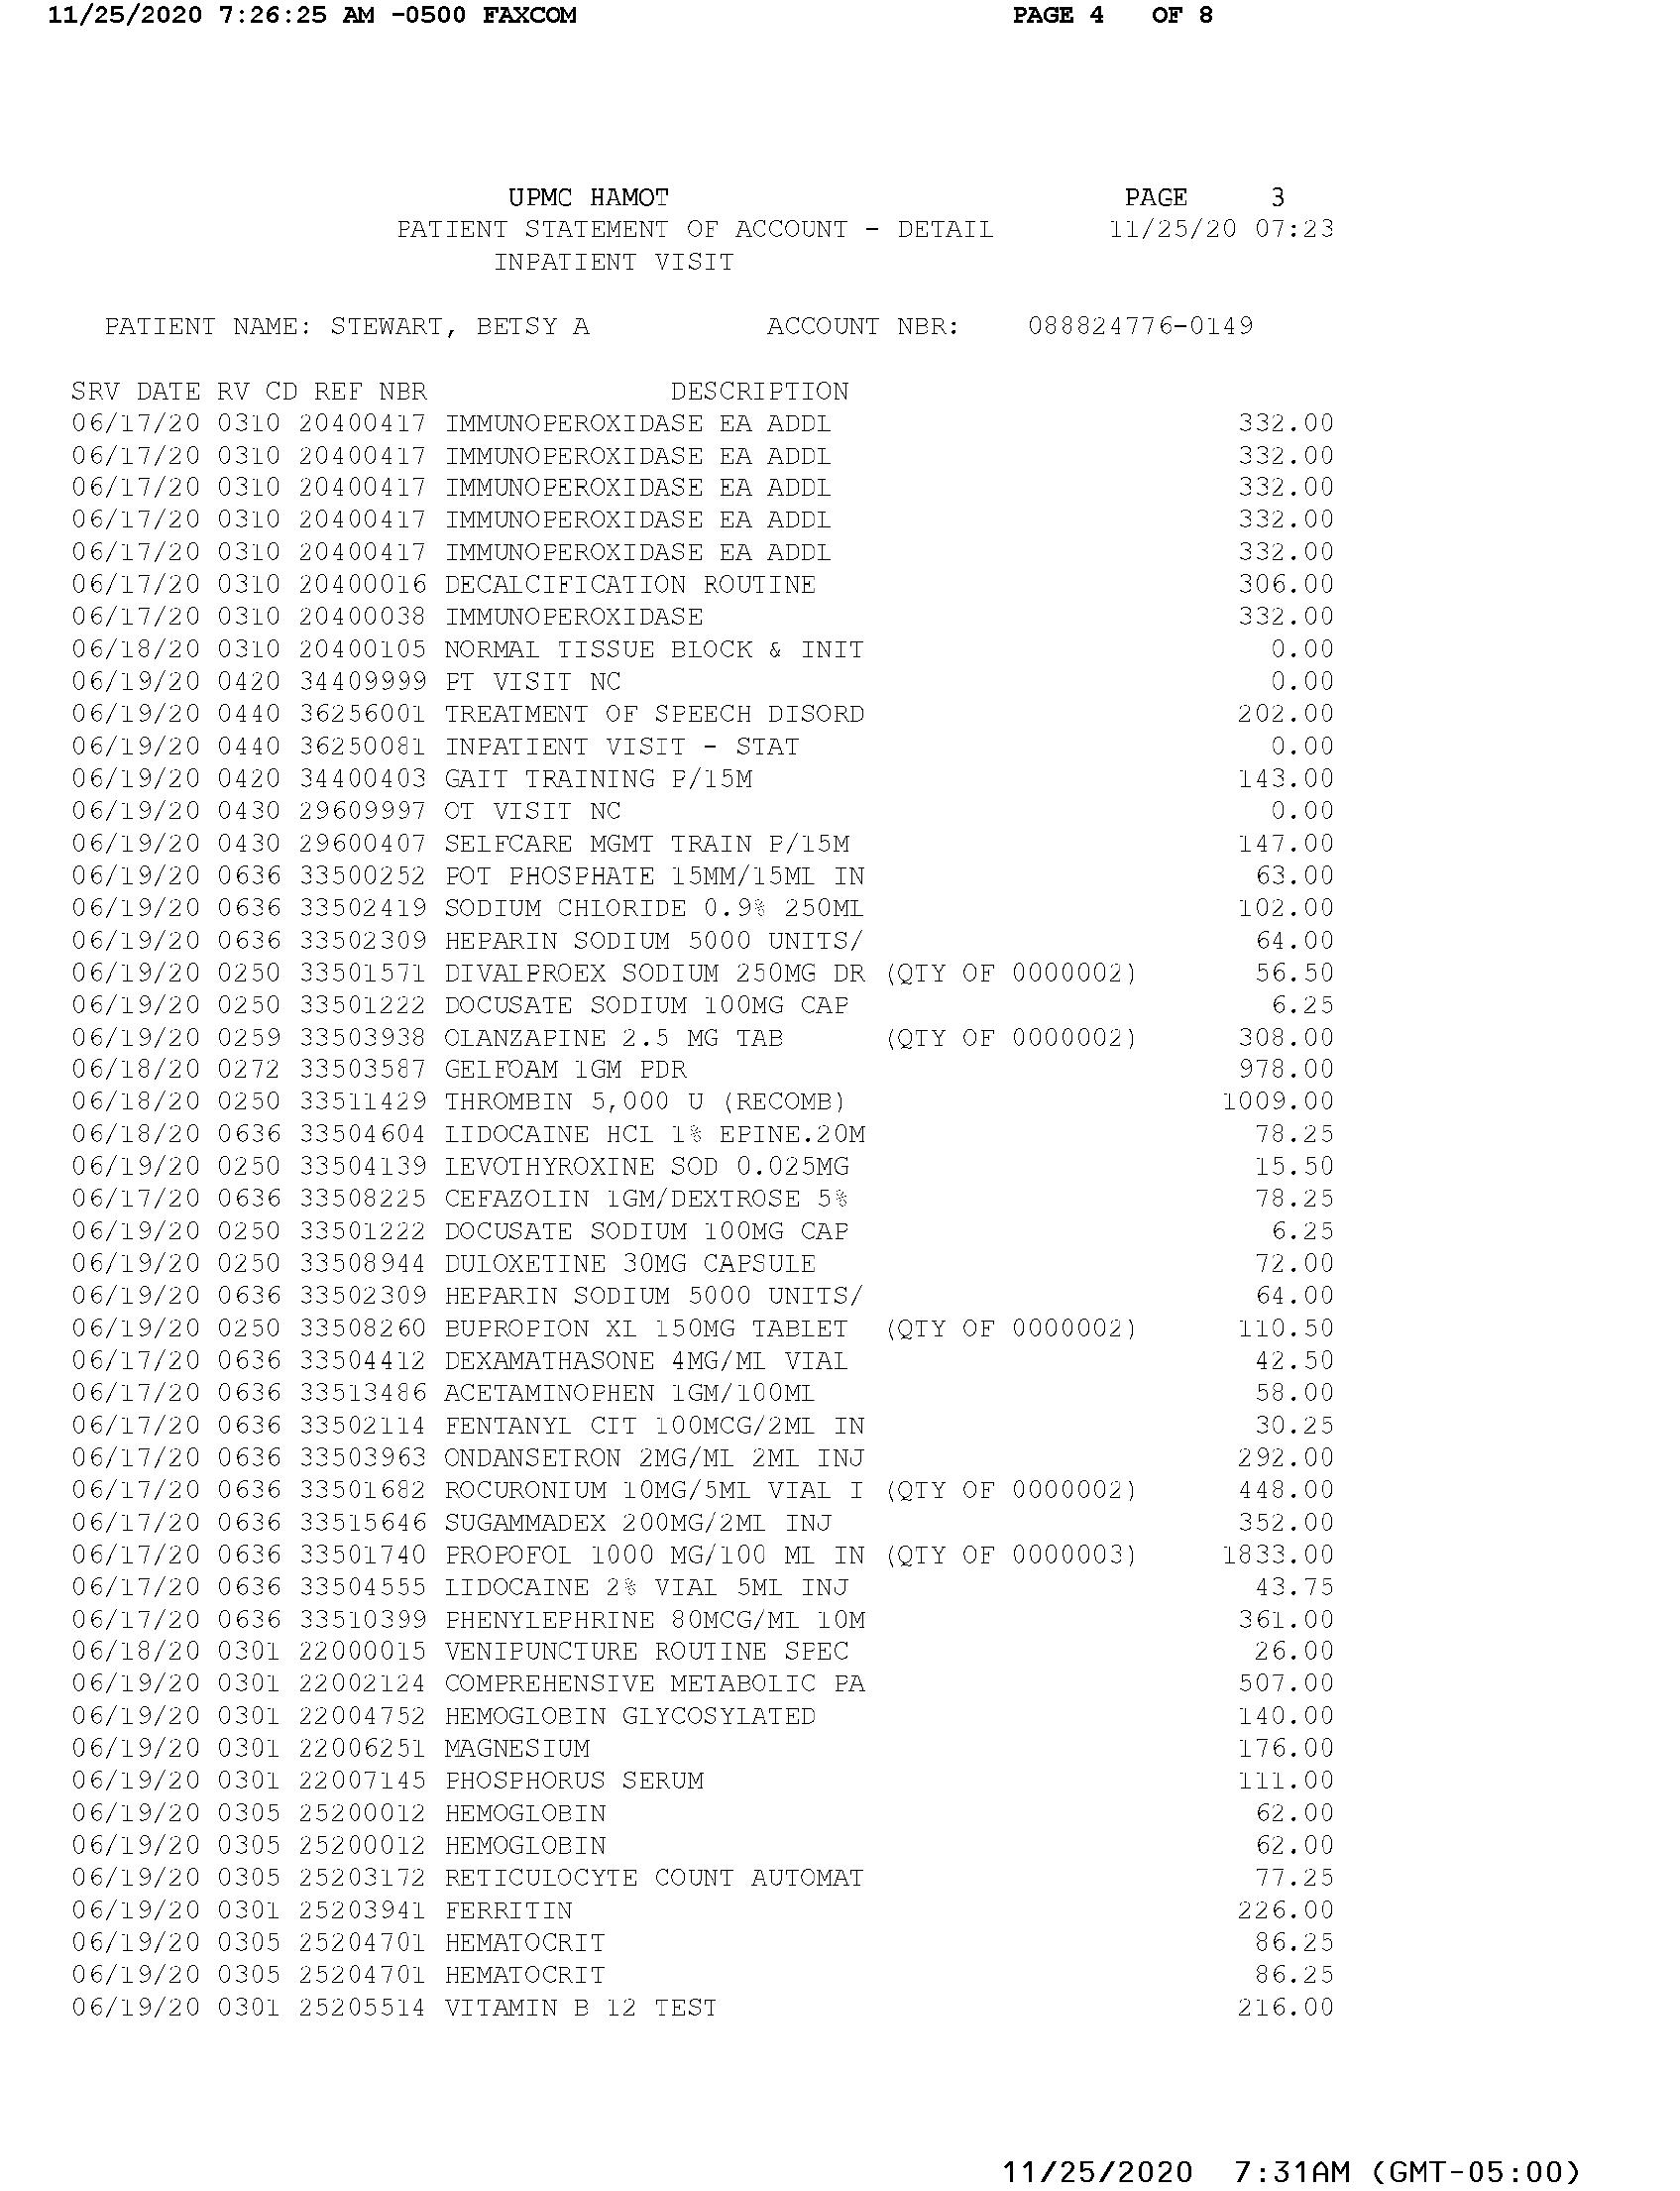 11/25/2020 7:26:25 AM -0500 FAXCOM PAGE 4 OF 8
UPMC HAMOT PAGE 3
PATIENT STATEMENT OF ACCOUNT - DETAIL 11/25/20 07:23
INPATIENT VISIT
PATIENT NAME: STEWART, BETSY A ACCOUNT NBR: 088824776-0149
SRV DATE RV CD REF NBR DESCRIPTION
06/17/20 0310 20400417 IMMUNOPEROXIDASE EA ADDL 332.00
06/17/20 0310 20400417 IMMUNOPEROXIDASE EA ADDL 332.00
06/17/20 0310 20400417 IMMUNOPEROXIDASE EA ADDL 332.00
06/17/20 0310 20400417 IMMUNOPEROXIDASE EA ADDL 332.00
06/17/20 0310 20400417 IMMUNOPEROXIDASE EA ADDL 332.00
06/17/20 0310 20400016 DECALCIFICATION ROUTINE 306.00
06/17/20 0310 20400038 IMMUNOPEROXIDASE 332.00
06/18/20 0310 20400105 NORMAL TISSUE BLOCK & INIT 0.00
06/19/20 0420 34409999 PT VISIT NC 0.00
06/19/20 0440 36256001 TREATMENT OF SPEECH DISORD 202.00
06/19/20 0440 36250081 INPATIENT VISIT - STAT 0.00
06/19/20 0420 34400403 GAIT TRAINING P/15M 143.00
06/19/20 0430 29609997 OT VISIT NC 0.00
06/19/20 0430 29600407 SELFCARE MGMT TRAIN P/15M 147.00
06/19/20 0636 33500252 POT PHOSPHATE 15MM/15ML IN 63.00
06/19/20 0636 33502419 SODIUM CHLORIDE 0.9% 250ML 102.00
06/19/20 0636 33502309 HEPARIN SODIUM 5000 UNITS/ 64.00
06/19/20 0250 33501571 DIVALPROEX SODIUM 250MG DR (QTY OF 0000002) 56.50
06/19/20 0250 33501222 DOCUSATE SODIUM 100MG CAP 6.25
06/19/20 0259 33503938 OLANZAPINE 2.5 MG TAB (QTY OF 0000002) 308.00
06/18/20 0272 33503587 GELFOAM 1GM PDR 978.00
06/18/20 0250 33511429 THROMBIN 5,000 U (RECOMB) 1009.00
06/18/20 0636 33504604 LIDOCAINE HCL 1% EPINE.20M 78.25
06/19/20 0250 33504139 LEVOTHYROXINE SOD 0.025MG 15.50
06/17/20 0636 33508225 CEFAZOLIN 1GM/DEXTROSE 5% 78.25
06/19/20 0250 33501222 DOCUSATE SODIUM 100MG CAP 6.25
06/19/20 0250 33508944 DULOXETINE 30MG CAPSULE 72.00
06/19/20 0636 33502309 HEPARIN SODIUM 5000 UNITS/ 64.00
06/19/20 0250 33508260 BUPROPION XL 150MG TABLET (QTY OF 0000002) 110.50
06/17/20 0636 33504412 DEXAMATHASONE 4MG/ML VIAL 42.50
06/17/20 0636 33513486 ACETAMINOPHEN 1GM/100ML 58.00
06/17/20 0636 33502114 FENTANYL CIT 100MCG/2ML IN 30.25
06/17/20 0636 33503963 ONDANSETRON 2MG/ML 2ML INJ 292.00
06/17/20 0636 33501682 ROCURONIUM 10MG/5ML VIAL I (QTY OF 0000002) 448.00
06/17/20 0636 33515646 SUGAMMADEX 200MG/2ML INJ 352.00
06/17/20 0636 33501740 PROPOFOL 1000 MG/100 ML IN (QTY OF 0000003) 1833.00
06/17/20 0636 33504555 LIDOCAINE 2% VIAL 5ML INJ 43.75
06/17/20 0636 33510399 PHENYLEPHRINE 80MCG/ML 10M 361.00
06/18/20 0301 22000015 VENIPUNCTURE ROUTINE SPEC 26.00
06/19/20 0301 22002124 COMPREHENSIVE METABOLIC PA 507.00
06/19/20 0301 22004752 HEMOGLOBIN GLYCOSYLATED 140.00
06/19/20 0301 22006251 MAGNESIUM 176.00
06/19/20 0301 22007145 PHOSPHORUS SERUM 111.00
06/19/20 0305 25200012 HEMOGLOBIN 62.00
06/19/20 0305 25200012 HEMOGLOBIN 62.00
06/19/20 0305 25203172 RETICULOCYTE COUNT AUTOMAT 77.25
06/19/20 0301 25203941 FERRITIN 226.00
06/19/20 0305 25204701 HEMATOCRIT 86.25
06/19/20 0305 25204701 HEMATOCRIT 86.25
06/19/20 0301 25205514 VITAMIN B 12 TEST 216.00
11/25/2020 7:31AM (GMT-05:00)